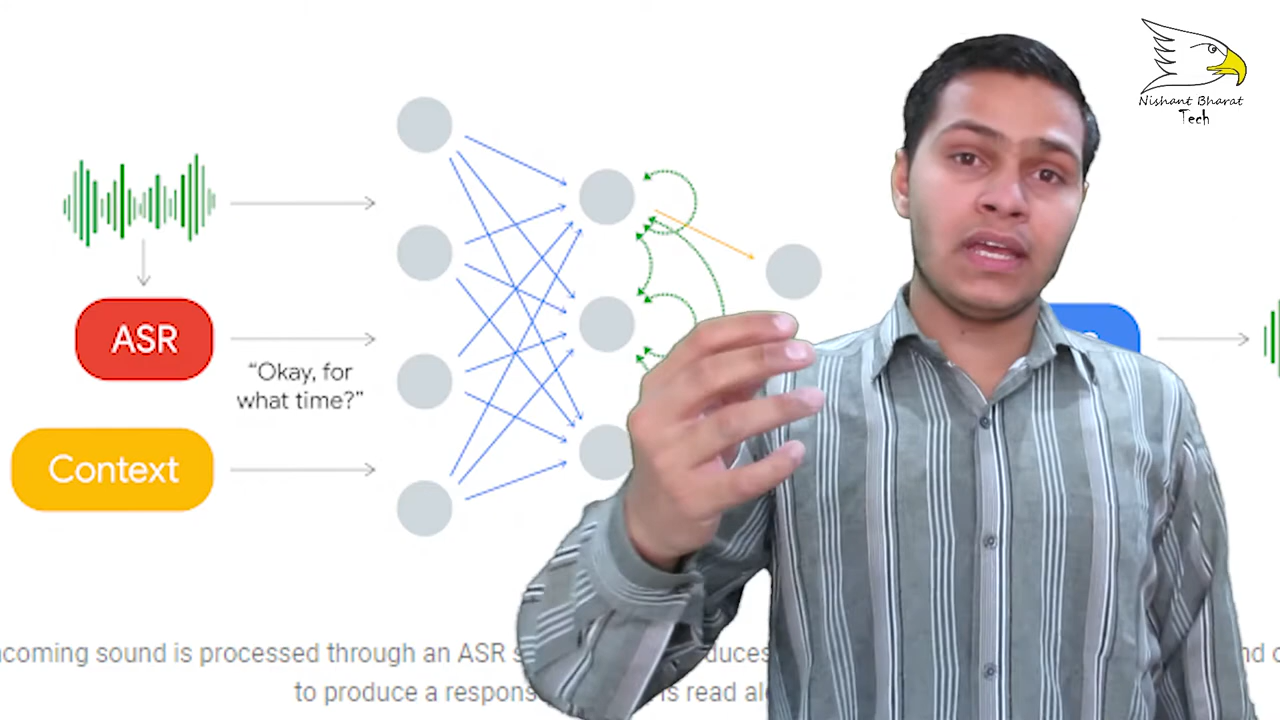 Nishant Bharat
Tech
ASR
"Okay, for
what time?"
Context
ncoming sound is processed through an ASR
to produce a respons is read al